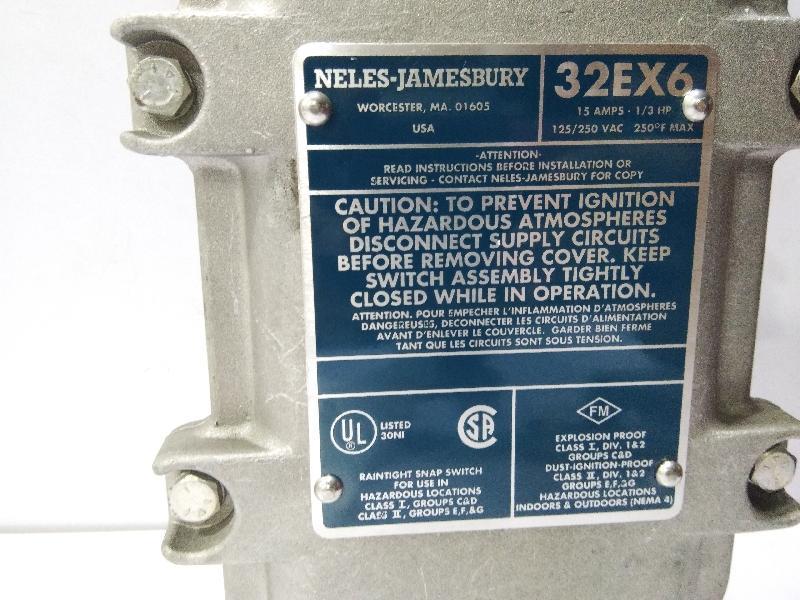 NELES-JAMESBURY
WORCESTER, MA. 01605
USA
32EX6
15 AMPS - 1/3 HP
125/250 VAC 250°F MAX
-ATTENTION-
READ INSTRUCTIONS BEFORE INSTALLATION OR
SERVICING - CONTACT NELES-JAMESBURY FOR COPY
CAUTION: TO PREVENT IGNITION
OF HAZARDOUS ATMOSPHERES
DISCONNECT SUPPLY CIRCUITS
BEFORE REMOVING COVER. KEEP
SWITCH ASSEMBLY TIGHTLY
CLOSED WHILE IN OPERATION.
ATTENTION. POUR EMPECHER L'INFLAMMATION D'ATMOSPHERES
DANGEREUSES, DECONNECTER LES CIRCUITS D'ALIMENTATION
AVANT D'ENLEVER LE COUVERCLE. GARDER BIEN FERME
TANT QUE LES CIRCUITS SONT SOUS TENSION.
UL ® LISTED
30NI
SA
RAINTIGHT SNAP SWITCH
FOR USE IN
HAZARDOUS LOCATIONS
CLASS I, GROUPS C&D
CLASS II, GROUPS E,F,&G
FM
EXPLOSION PROOF
CLASS I, DIV. 1&2
GROUPS C&D
DUST-IGNITION-PROOF
CLASS II, DIV. 1&2
GROUPS E,F,&G
HAZARDOUS LOCATIONS
INDOORS & OUTDOORS (NEMA 4)